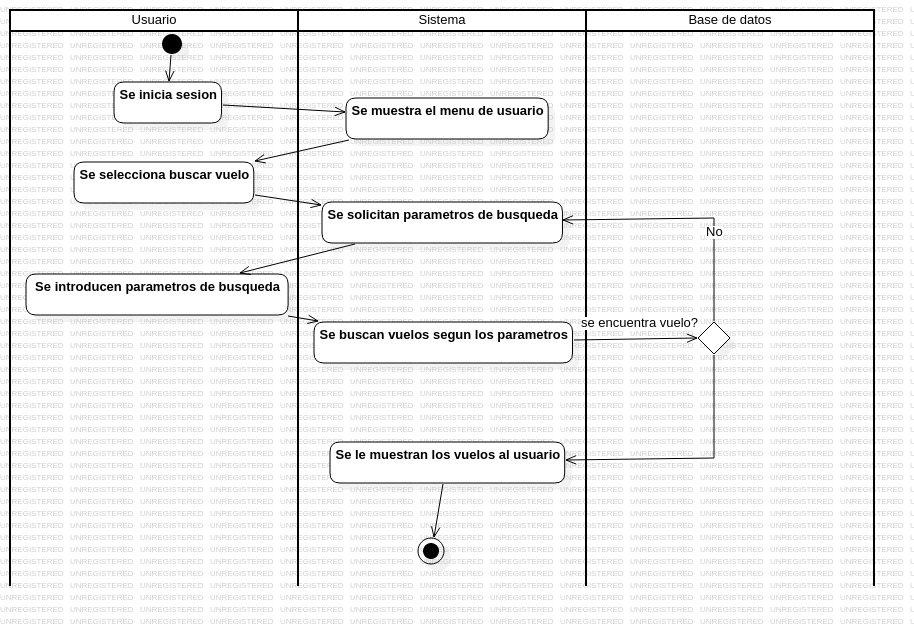 Usuario
Sistema
Base de datos
Se inicia sesion
Se muestra el menu de usuario
Se selecciona buscar vuelo
Se solicitan parametros de busqueda
No
Se introducen parametros de busqueda
se encuentra vuelo?
Se buscan vuelos segun los parametros
Se le muestran los vuelos al usuario
UNREGISTERED